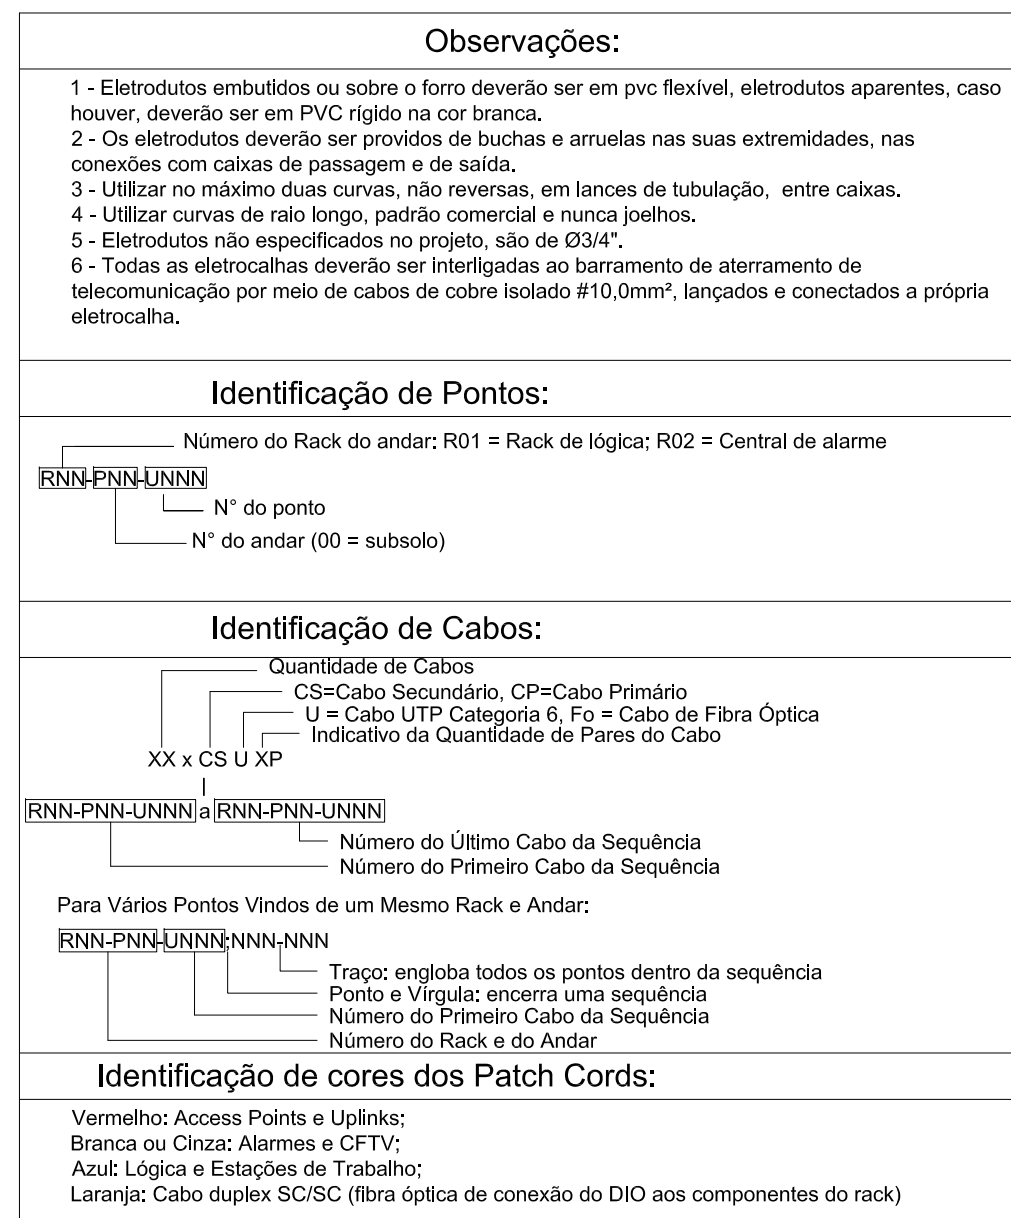 Observações:
1 - Eletrodutos embutidos ou sobre o forro deverão ser em pvc flexível, eletrodutos aparentes, caso
houver, deverão ser em PVC rígido na cor branca.
2 - Os eletrodutos deverão ser providos de buchas e arruelas nas suas extremidades, nas
conexões com caixas de passagem e de saída.
3 - Utilizar no máximo duas curvas, não reversas, em lances de tubulação, entre caixas.
4 - Utilizar curvas de raio longo, padrão comercial e nunca joelhos.
5 - Eletrodutos não especificados no projeto, são de Ø3/4".
6 - Todas as eletrocalhas deverão ser interligadas ao barramento de aterramento de
telecomunicação por meio de cabos de cobre isolado #10,0mm², lançados e conectados a própria
eletrocalha.
Identificação de Pontos:
Número do Rack do andar: R01 = Rack de lógica; R02 = Central de alarme
RNN-PNN-UNNN
N° do ponto
N° do andar (00 = subsolo)
Identificação de Cabos:
Quantidade de Cabos
CS=Cabo Secundário, CP=Cabo Primário
U = Cabo UTP Categoria 6, Fo = Cabo de Fibra Óptica
Indicativo da Quantidade de Pares do Cabo
XX x CS U XP
RNN-PNN-UNNN a RNN-PNN-UNNN
Número do Último Cabo da Sequência
Número do Primeiro Cabo da Sequência
Para Vários Pontos Vindos de um Mesmo Rack e Andar:
RNN-PNN-UNNN;NNN-NNN
Traço: engloba todos os pontos dentro da sequência
Ponto e Vírgula: encerra uma sequência
Número do Primeiro Cabo da Sequência
Número do Rack e do Andar
Identificação de cores dos Patch Cords:
Vermelho: Access Points e Uplinks;
Branca ou Cinza: Alarmes e CFTV;
Azul: Lógica e Estações de Trabalho;
Laranja: Cabo duplex SC/SC (fibra óptica de conexão do DIO aos componentes do rack)